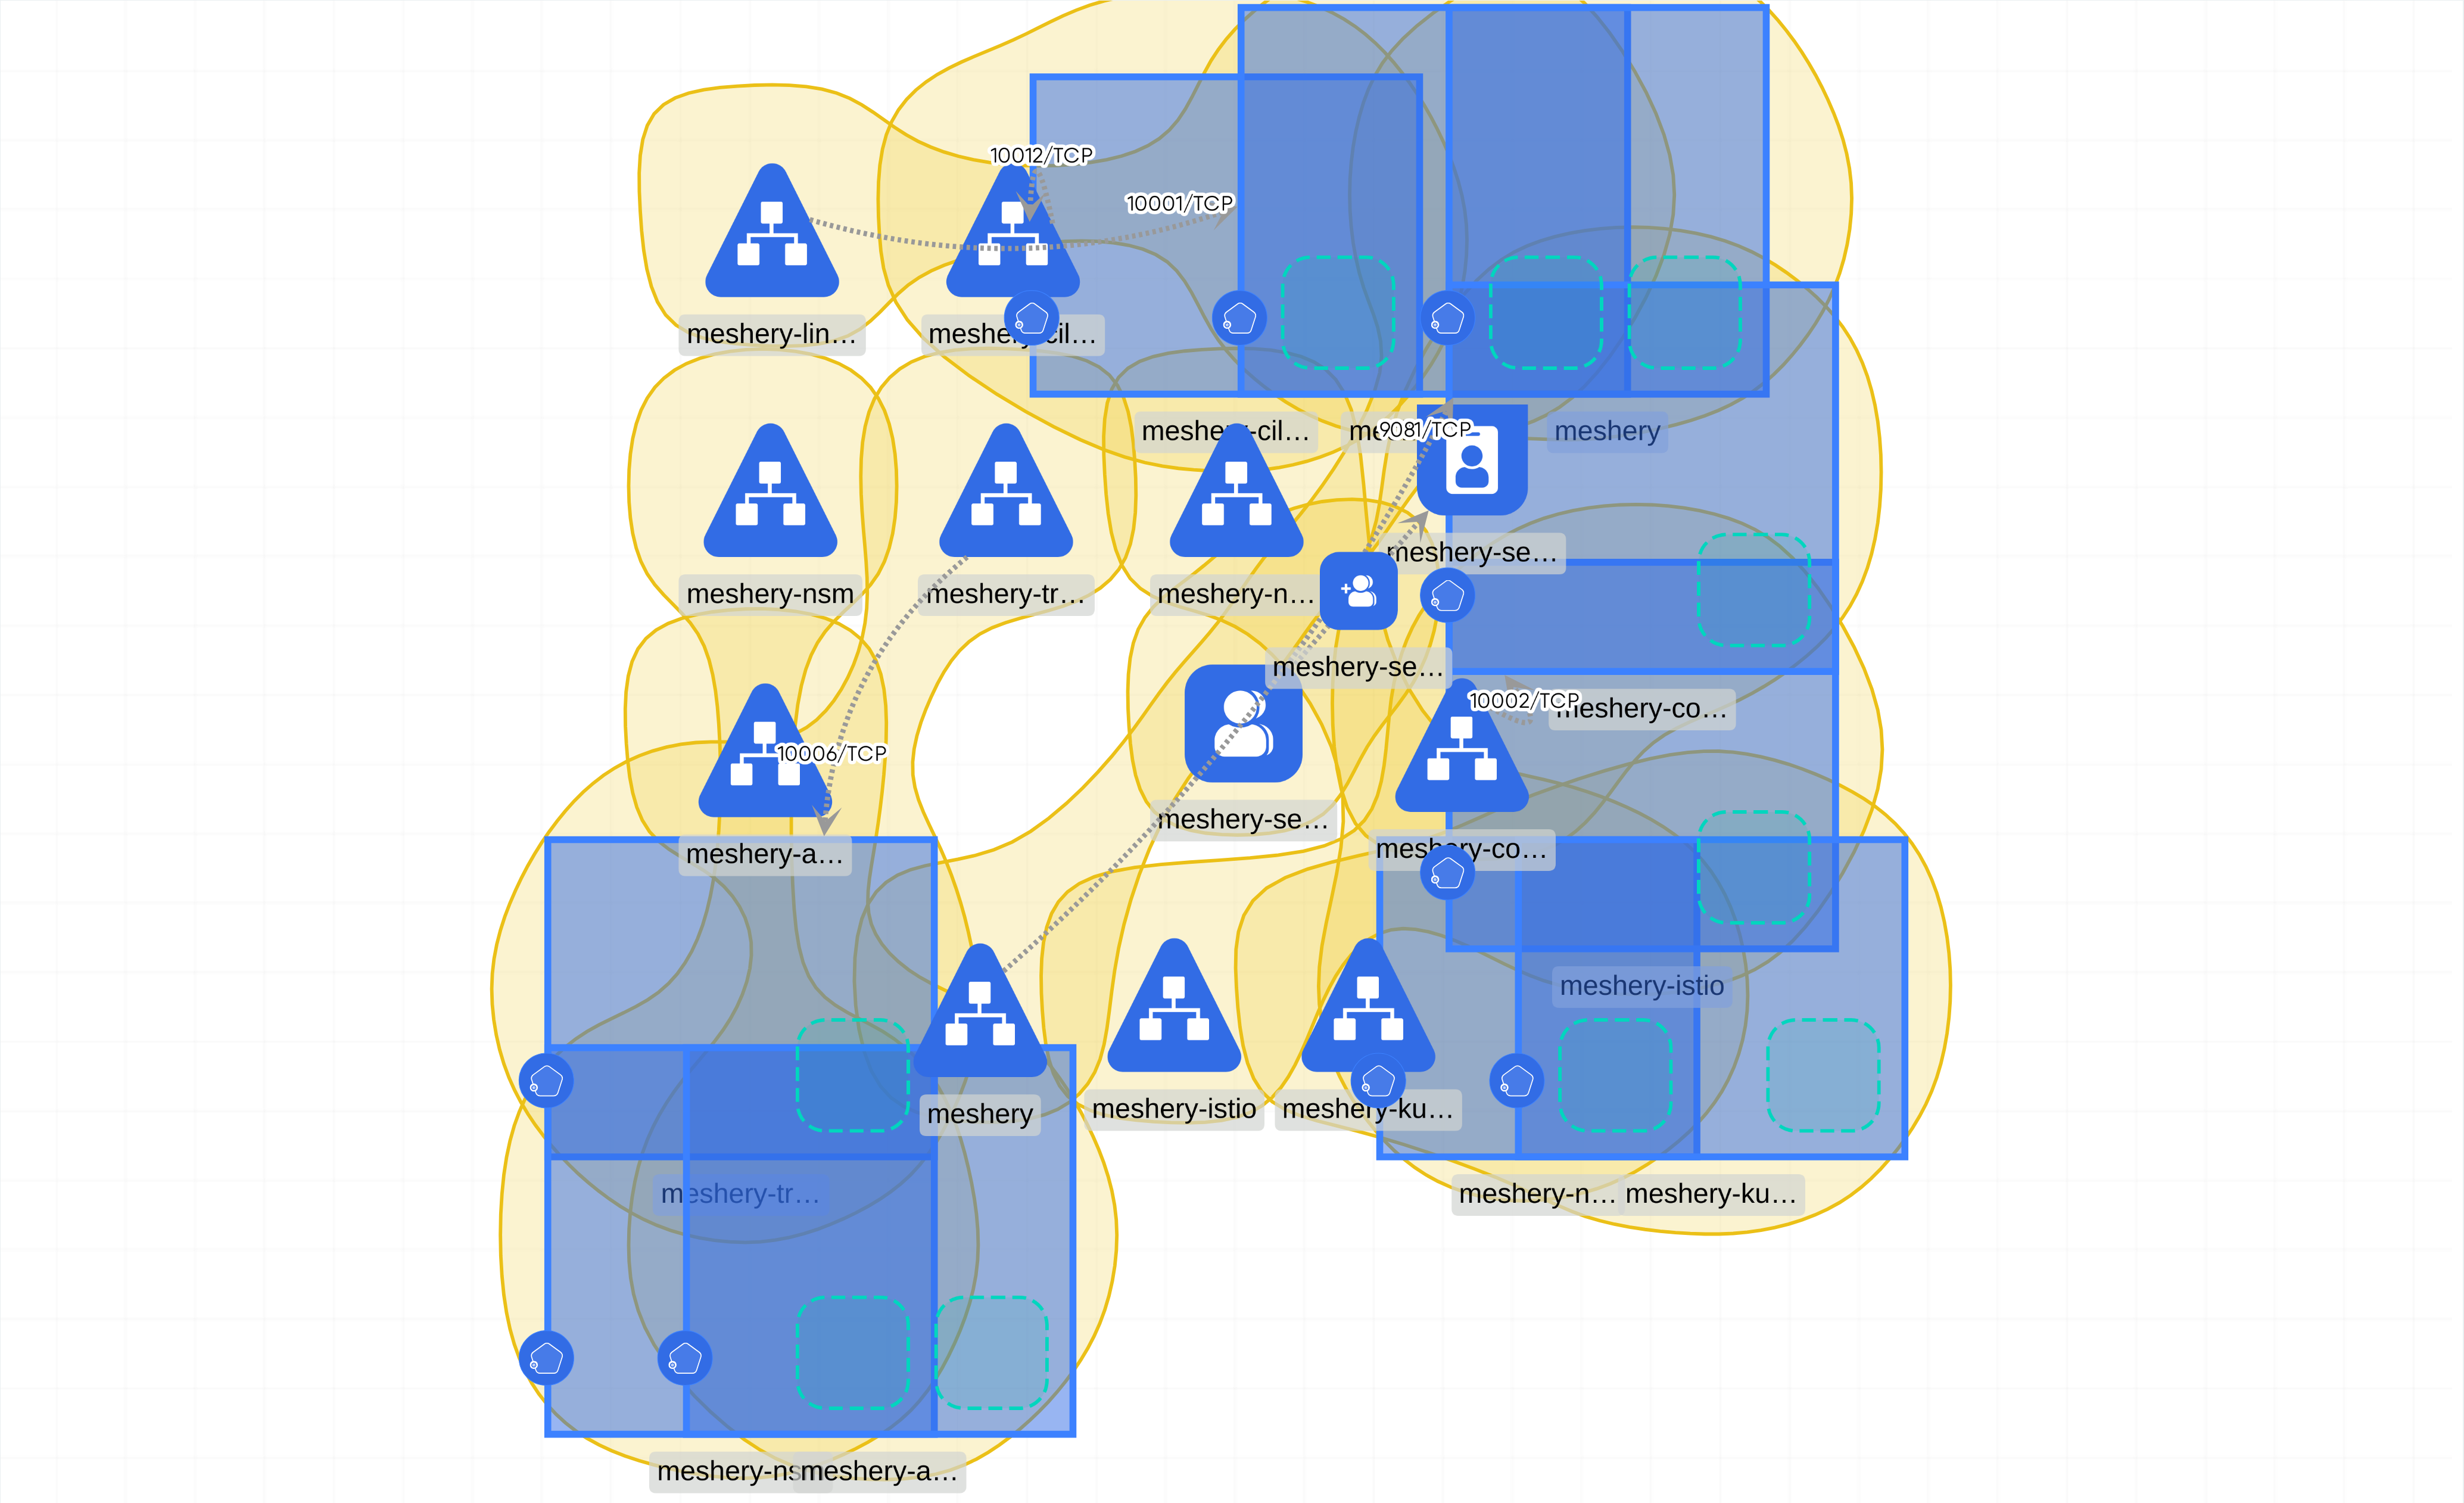 10012/TCP
10001/TCP
meshery-lin…
meshery-cil…
meshery-cil…
9081/TCP
meshery
meshery-se…
meshery-nsm
meshery-tr…
meshery-n…
meshery-se…
10002/TCP
meshery-co…
10006/TCP
meshery-se…
meshery-a…
meshery-co…
meshery-istio
meshery
meshery-istio
meshery-ku…
meshery-tr…
meshery-n…
meshery-ku…
meshery-a…